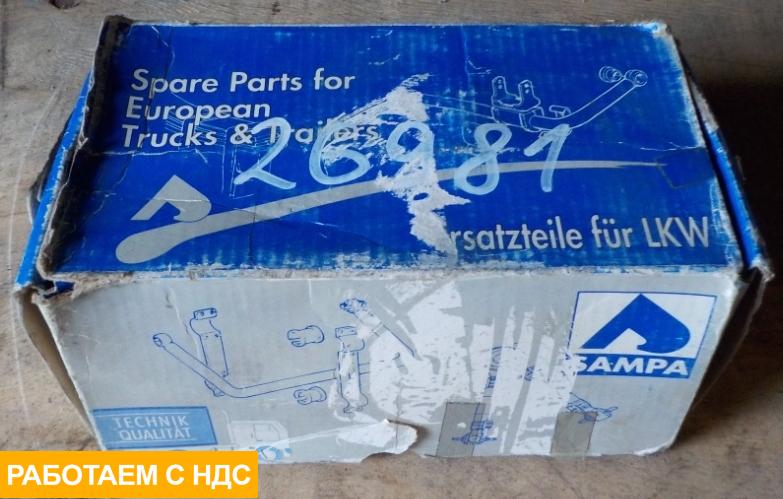 Spare Parts for
European
Trucks & Trailers
26981
rsatzteile für LKW
SAMPA
TECHNIK
QUALITÄT
РАБОТАЕМ С НДС